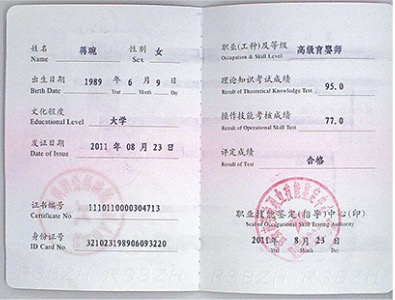 姓名 蒋琬 性别 女
Name Sex
出生日期 1989 年 6 月 9 日
Birth Date Year Month Day
文化程度 大学
Educational Level
发证日期 2011 年 08 月 23 日
Date of Issue Year Month Day
证书编号 1110110000304713
Certificate No
身份证号 321023198906093220
ID Card No
职业(工种)及等级 高级育婴师
Occupation & Skill Level
理论知识考试成绩 95.0
Result of Theoretical Knowledge Test
操作技能考核成绩 77.0
Result of Operational Skill Test
评定成绩 合格
Result of Test
职业技能鉴定(指导)中心(印)
Seal of Occupational Skill Testing Authority
2011 年 8 月 23 日
Year Month Day